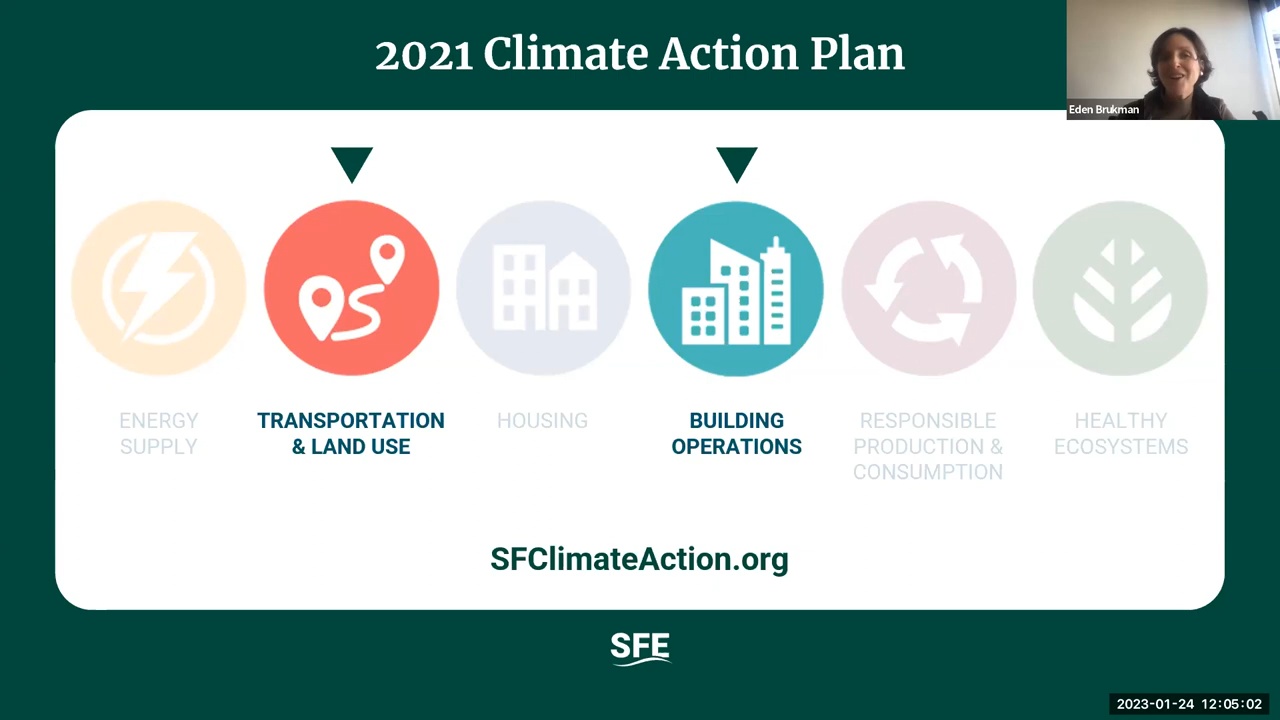 2021 Climate Action Plan
Eden Brukman
ENERGY
SUPPLY
TRANSPORTATION
& LAND USE
HOUSING
BUILDING
OPERATIONS
RESPONSIBLE
PRODUCTION &
CONSUMPTION
HEALTHY
ECOSYSTEMS
SFClimateAction.org
SFE
2023-01-24 12:05:02